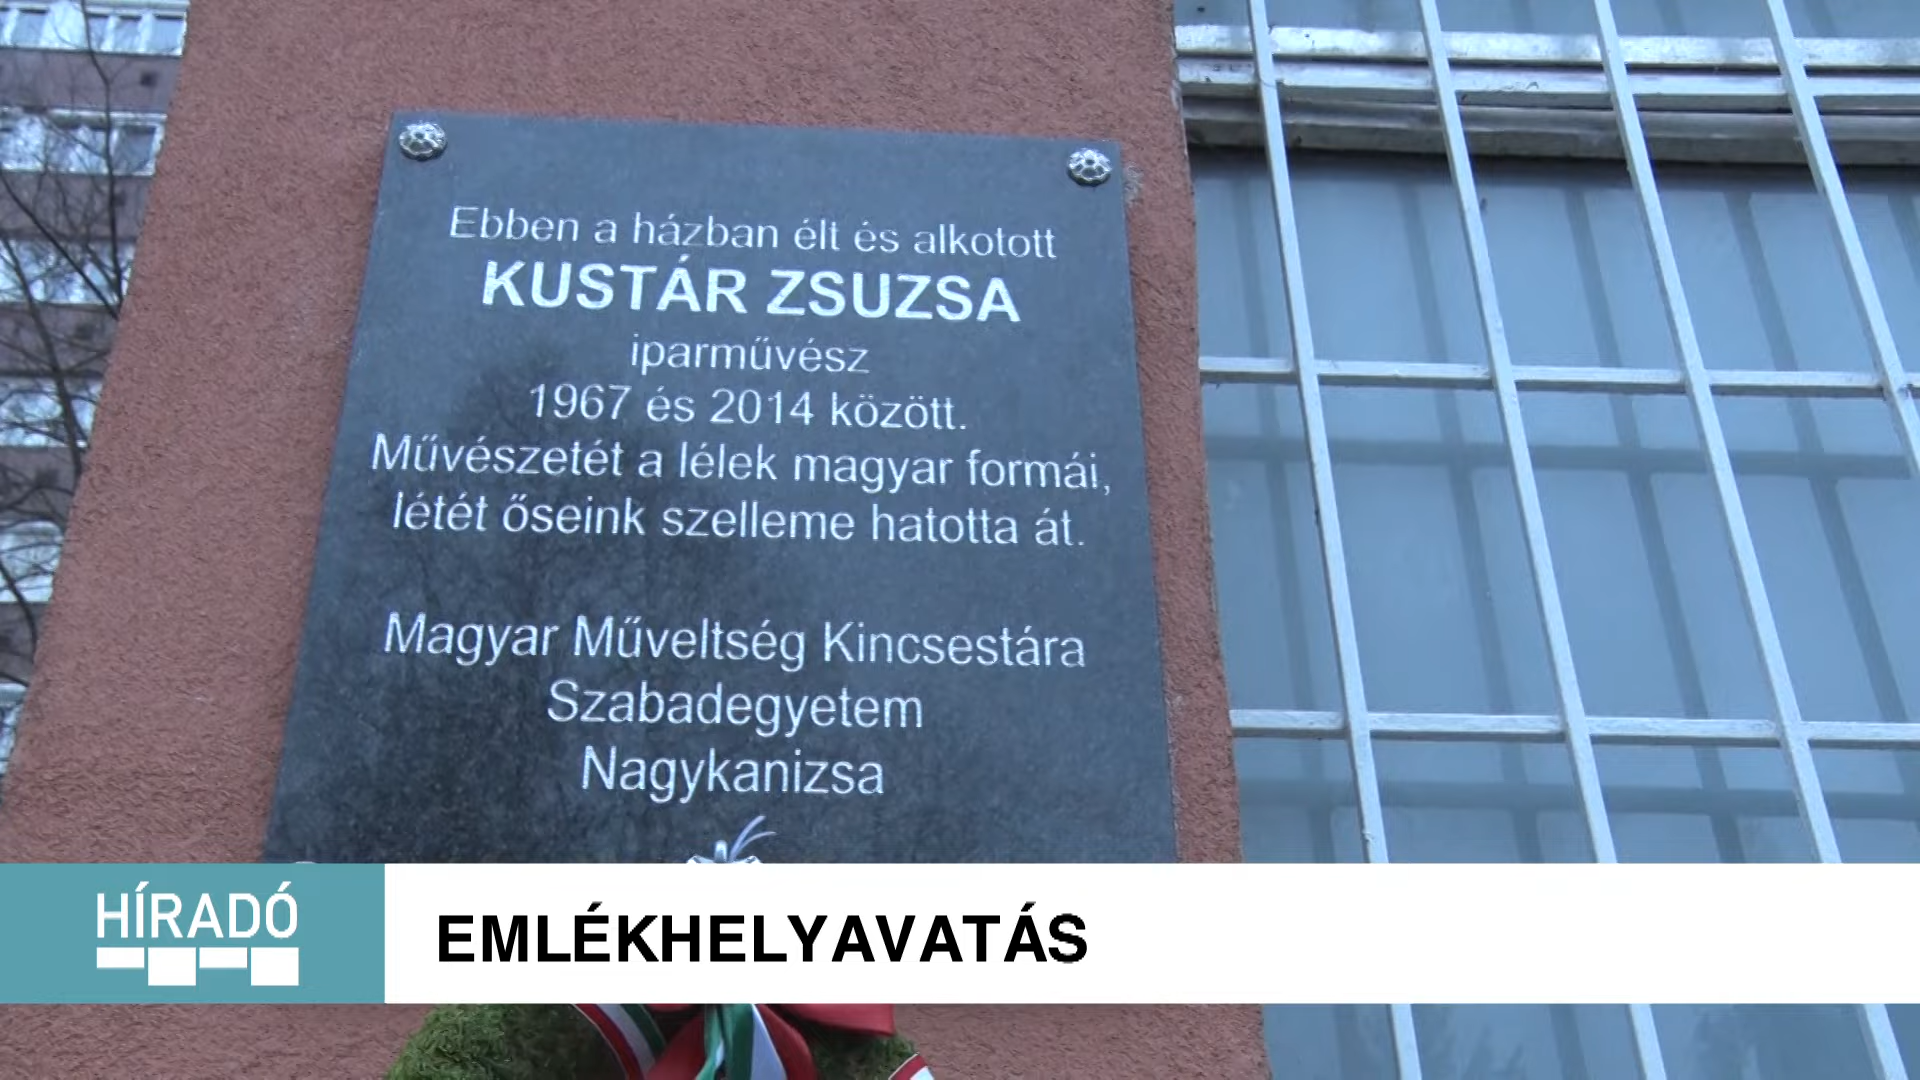 Ebben a házban élt és alkotott
KUSTÁR ZSUZSA
iparművész
1967 és 2014 között.
Művészetét a lélek magyar formái,
létét őseink szelleme hatotta át.
Magyar Műveltség Kincsestára
Szabadegyetem
Nagykanizsa
HÍRADÓ
EMLÉKHELYAVATÁS